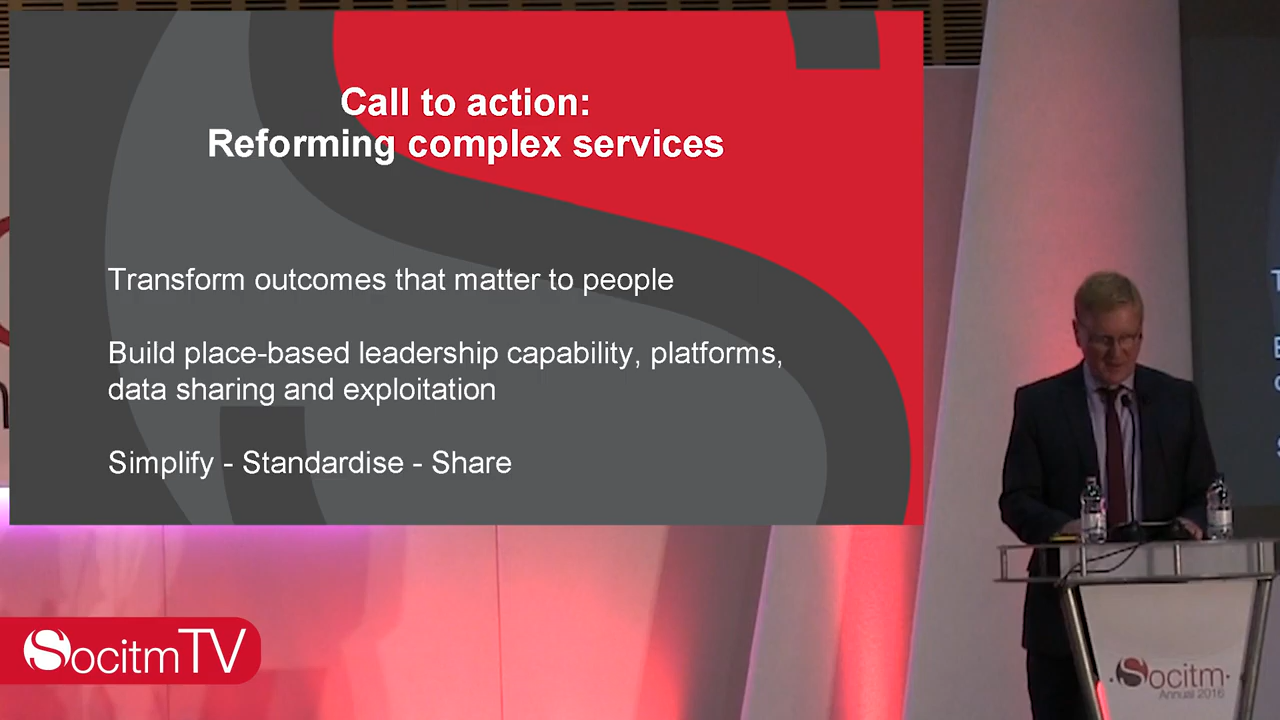 Call to action:
Reforming complex services
Transform outcomes that matter to people
Build place-based leadership capability, platforms,
data sharing and exploitation
Simplify - Standardise - Share
SocitmTV
Socitm
Annual 2016